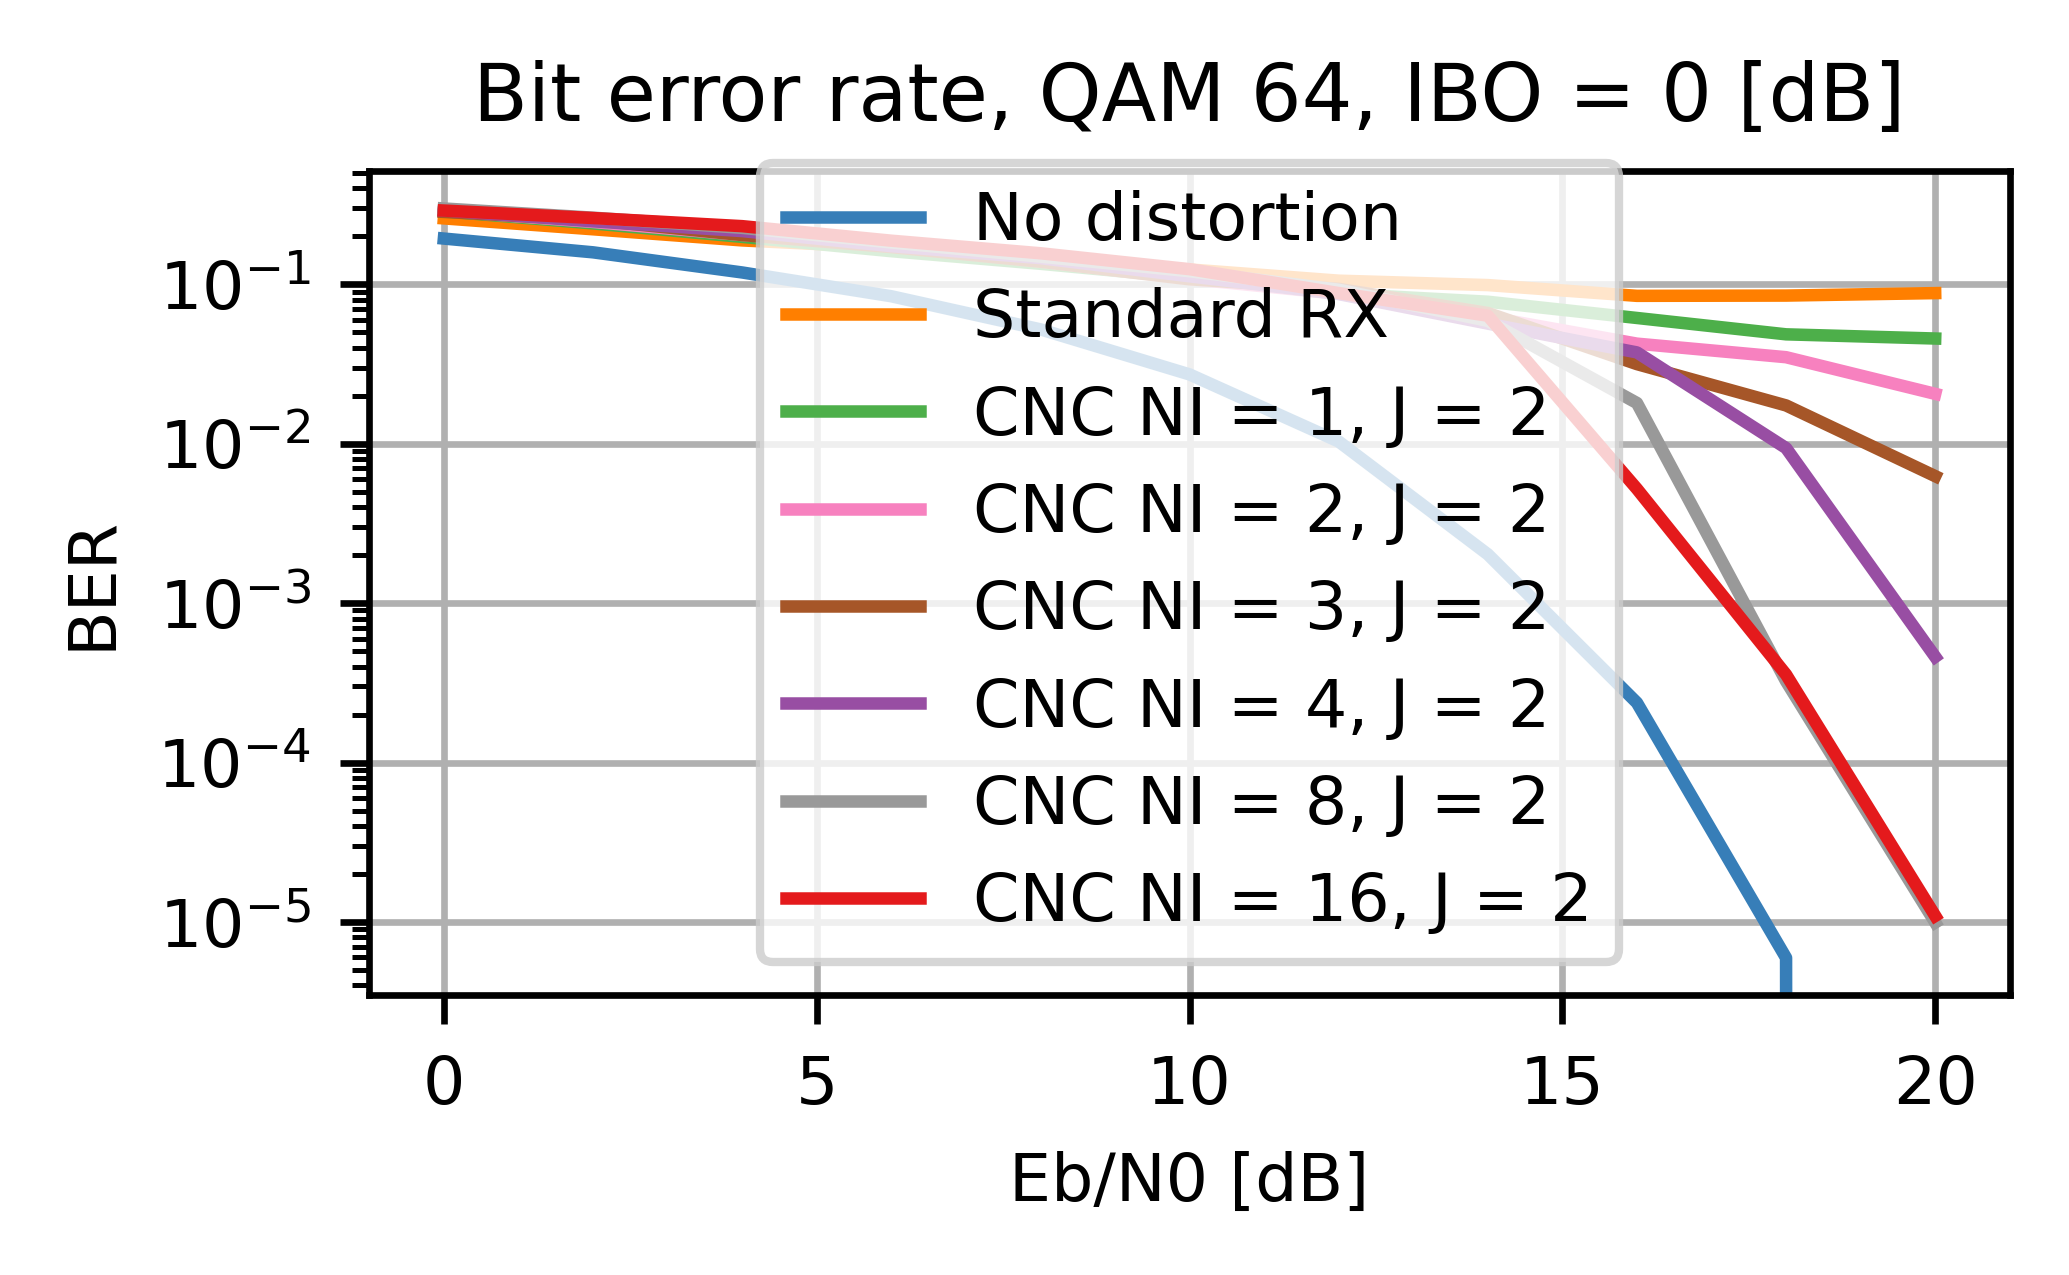 Bit error rate, QAM 64, IBO = 0 [dB]
No distortion
Standard RX
CNC NI = 1, J = 2
CNC NI = 2, J = 2
CNC NI = 3, J = 2
CNC NI = 4, J = 2
CNC NI = 8, J = 2
CNC NI = 16, J = 2
BER
10⁻¹
10⁻²
10⁻³
10⁻⁴
10⁻⁵
0 5 10 15 20
Eb/N0 [dB]